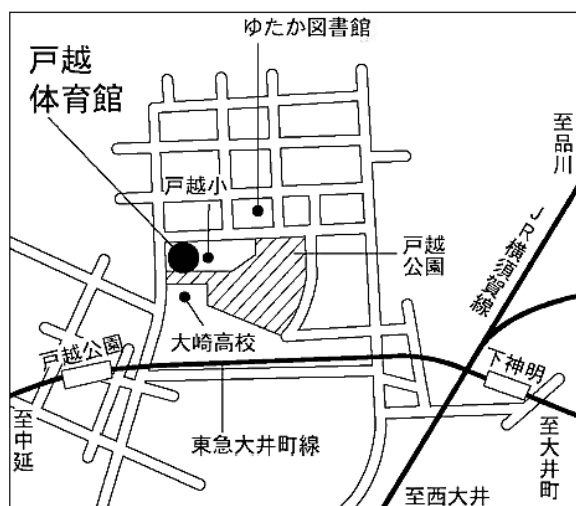 ゆたか図書館
戸越
体育館
至品川
戸越小
JR横須賀線
戸越
公園
大崎高校
戸越公園
下神明
至中延
東急大井町線
至大井町
至西大井